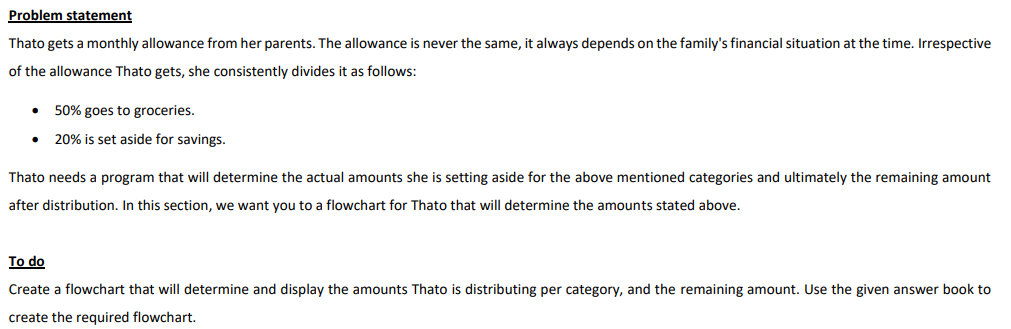 Problem statement
Thato gets a monthly allowance from her parents. The allowance is never the same, it always depends on the family's financial situation at the time. Irrespective
of the allowance Thato gets, she consistently divides it as follows:
• 50% goes to groceries.
• 20% is set aside for savings.
Thato needs a program that will determine the actual amounts she is setting aside for the above mentioned categories and ultimately the remaining amount
after distribution. In this section, we want you to a flowchart for Thato that will determine the amounts stated above.
To do
Create a flowchart that will determine and display the amounts Thato is distributing per category, and the remaining amount. Use the given answer book to
create the required flowchart.